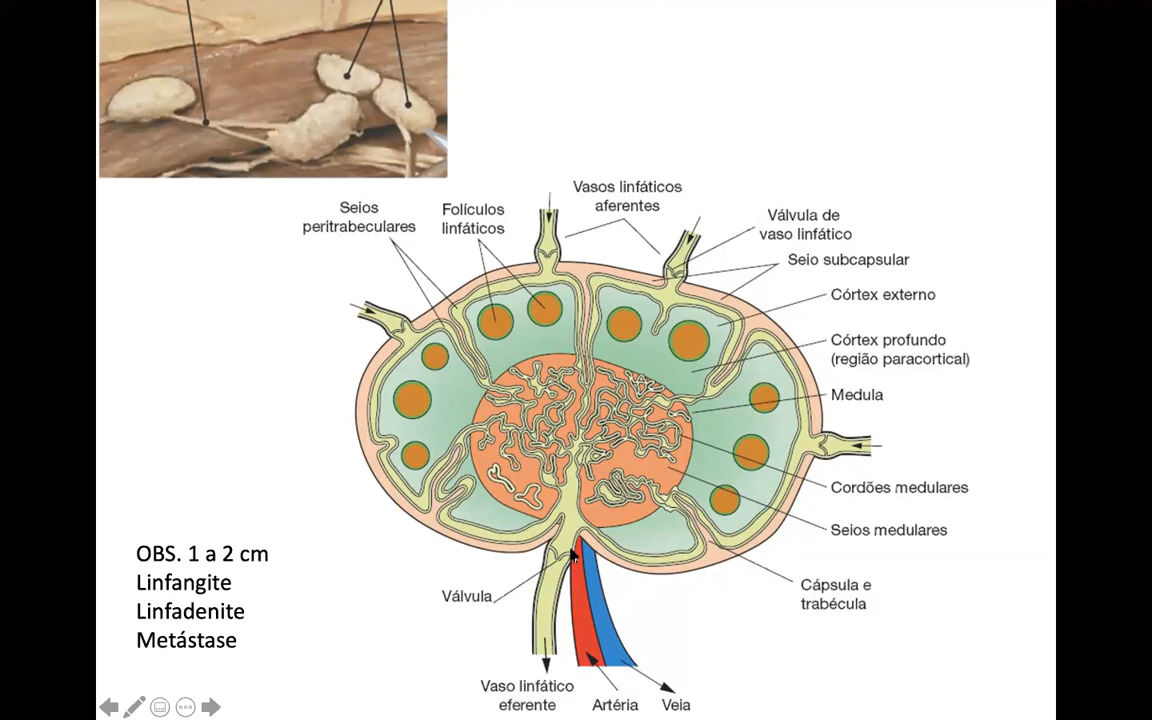 Vasos linfáticos
aferentes
Seios
peritrabeculares
Folículos
linfáticos
Válvula de
vaso linfático
Seio subcapsular
Córtex externo
Córtex profundo
(região paracortical)
Medula
Cordões medulares
Seios medulares
Cápsula e
trabécula
OBS. 1 a 2 cm
Linfangite
Linfadenite
Metástase
Válvula
Vaso linfático
eferente
Artéria
Veia